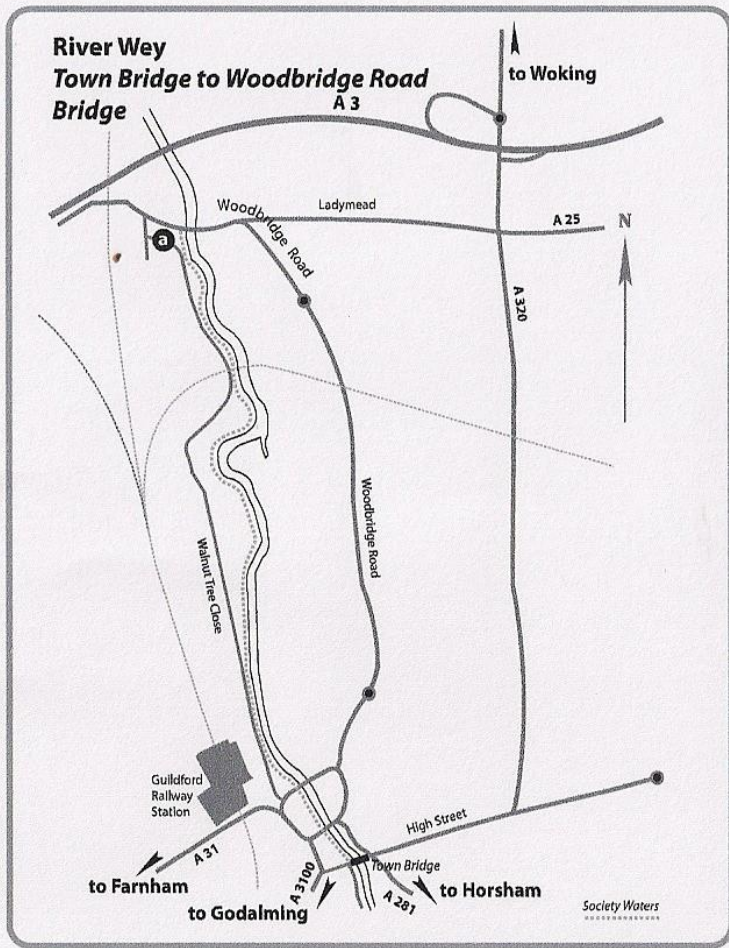 River Wey
Town Bridge to Woodbridge Road
Bridge
A 3
to Woking
Woodbridge Road
Ladymead
A 25
N
a
A 320
Woodbridge Road
Walnut Tree Close
Guildford
Railway
Station
High Street
A 31
Town Bridge
to Farnham
A 3100
to Horsham
A 281
to Godalming
Society Waters